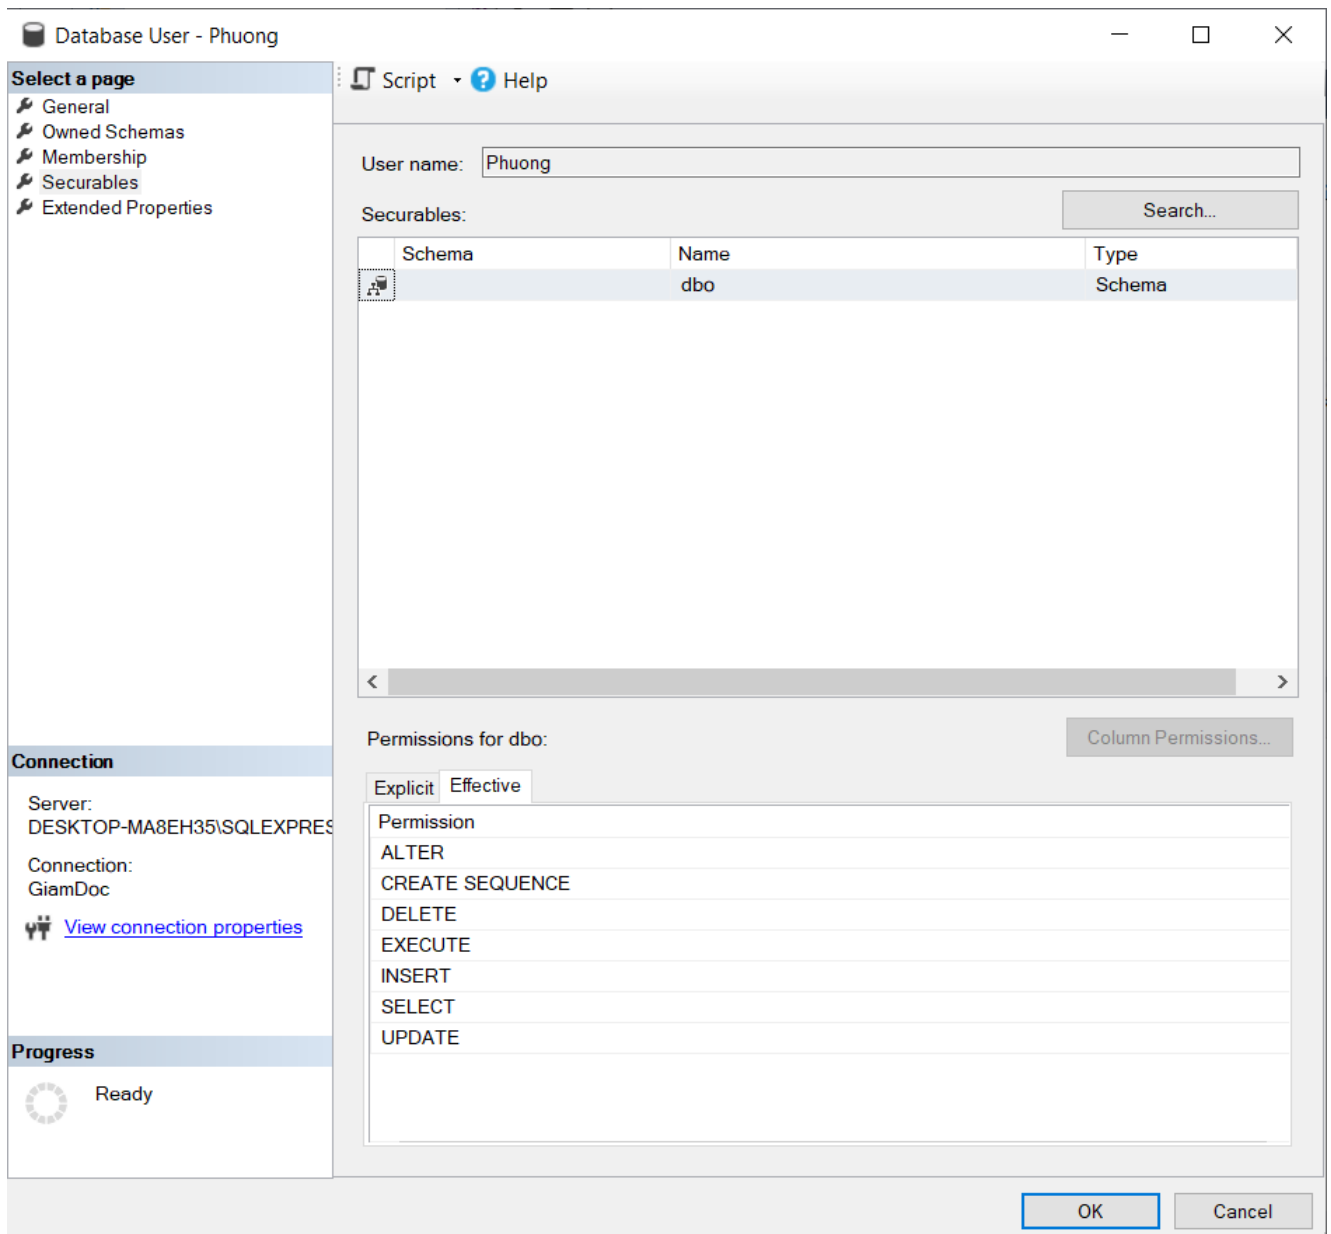 Database User - Phuong
Select a page
General
Owned Schemas
Membership
Securables
Extended Properties
Script
Help
User name:
Phuong
Securables:
Search...
Schema Name Type
dbo Schema
Permissions for dbo:
Column Permissions...
Explicit Effective
Permission
ALTER
CREATE SEQUENCE
DELETE
EXECUTE
INSERT
SELECT
UPDATE
Connection
Server:
DESKTOP-MA8EH35\SQLEXPRES
Connection:
GiamDoc
View connection properties
Progress
Ready
OK
Cancel